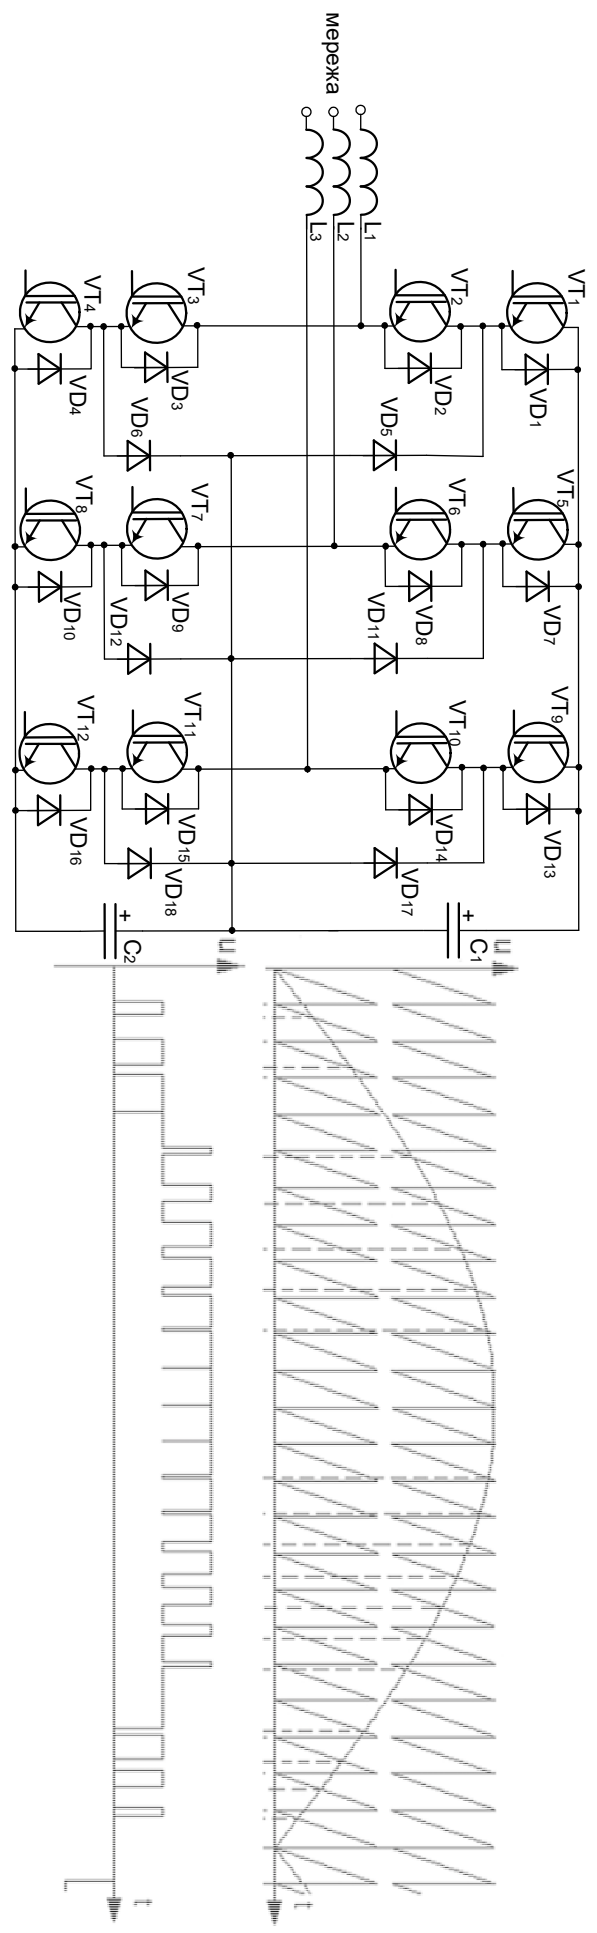 мережа
L1
L2
L3
VT1
VD1
VT2
VD2
VD5
VT3
VD3
VD6
VT4
VD4
VT5
VD7
VT6
VD8
VD11
VT7
VD9
VD12
VT8
VD10
VT9
VD13
VT10
VD14
VD17
VT11
VD15
VD18
VT12
VD16
+
C1
+
C2
u
t
u
t